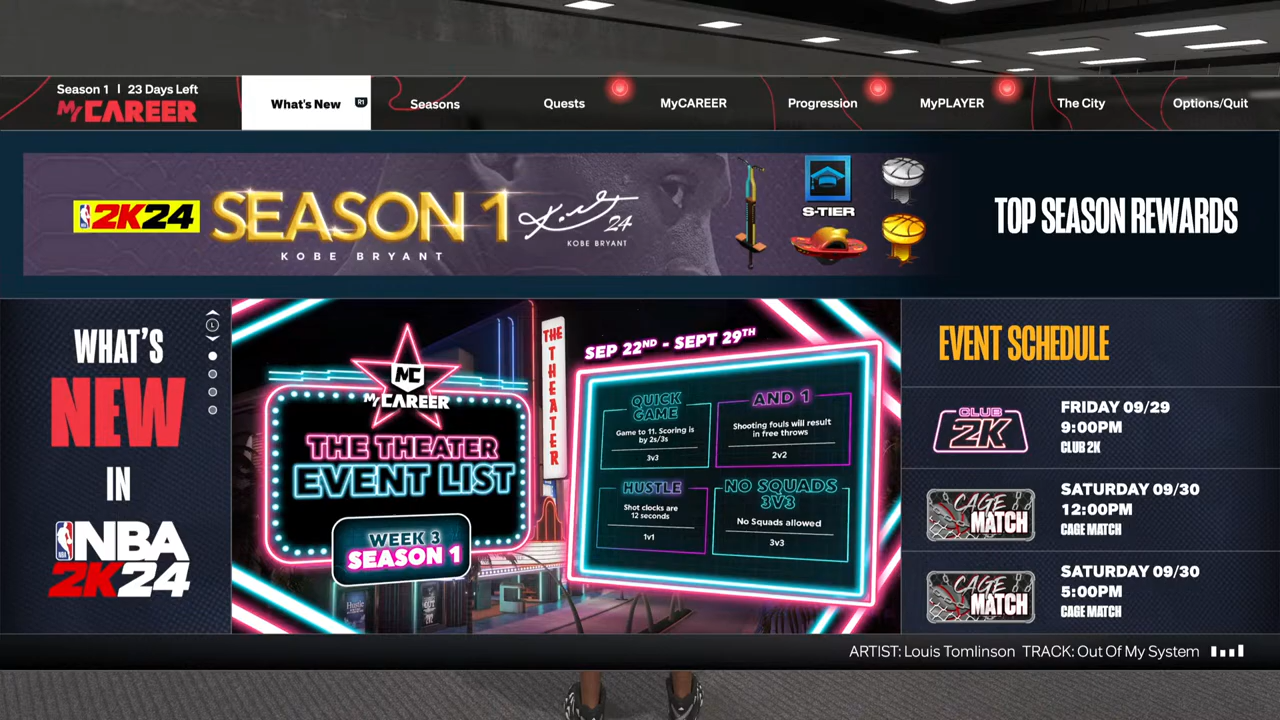 Season 1 | 23 Days Left
MyCAREER
What's New
R1
Seasons
Quests
MyCAREER
Progression
MyPLAYER
The City
Options/Quit
NBA 2K24
SEASON 1
KOBE BRYANT
24
KOBE BRYANT
S-TIER
TOP SEASON REWARDS
WHAT'S
NEW
IN
NBA
2K24
L
MC
MyCAREER
THE THEATER
EVENT LIST
WEEK 3
SEASON 1
THE THEATER
SEP 22ND - SEPT 29TH
QUICK
GAME
Game to 11. Scoring is
by 2s/3s
3v3
AND 1
Shooting fouls will result
in free throws
2v2
HUSTLE
Shot clocks are
12 seconds
1v1
NO SQUADS
3V3
No Squads allowed
3v3
EVENT SCHEDULE
CLUB
2K
FRIDAY 09/29
9:00PM
CLUB 2K
CAGE
MATCH
SATURDAY 09/30
12:00PM
CAGE MATCH
CAGE
MATCH
SATURDAY 09/30
5:00PM
CAGE MATCH
ARTIST: Louis Tomlinson TRACK: Out Of My System